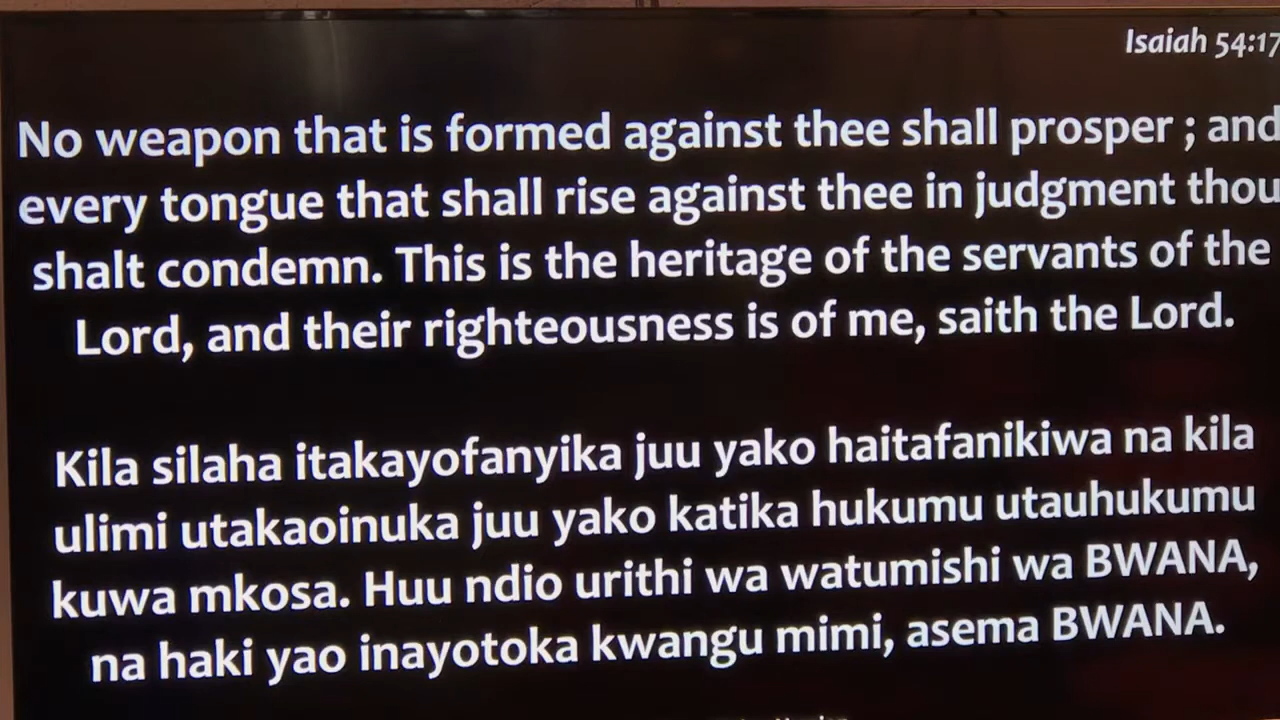 Isaiah 54:17
No weapon that is formed against thee shall prosper ; and
every tongue that shall rise against thee in judgment thou
shalt condemn. This is the heritage of the servants of the
Lord, and their righteousness is of me, saith the Lord.
Kila silaha itakayofanyika juu yako haitafanikiwa na kila
ulimi utakaoinuka juu yako katika hukumu utauhukumu
kuwa mkosa. Huu ndio urithi wa watumishi wa BWANA,
na haki yao inayotoka kwangu mimi, asema BWANA.